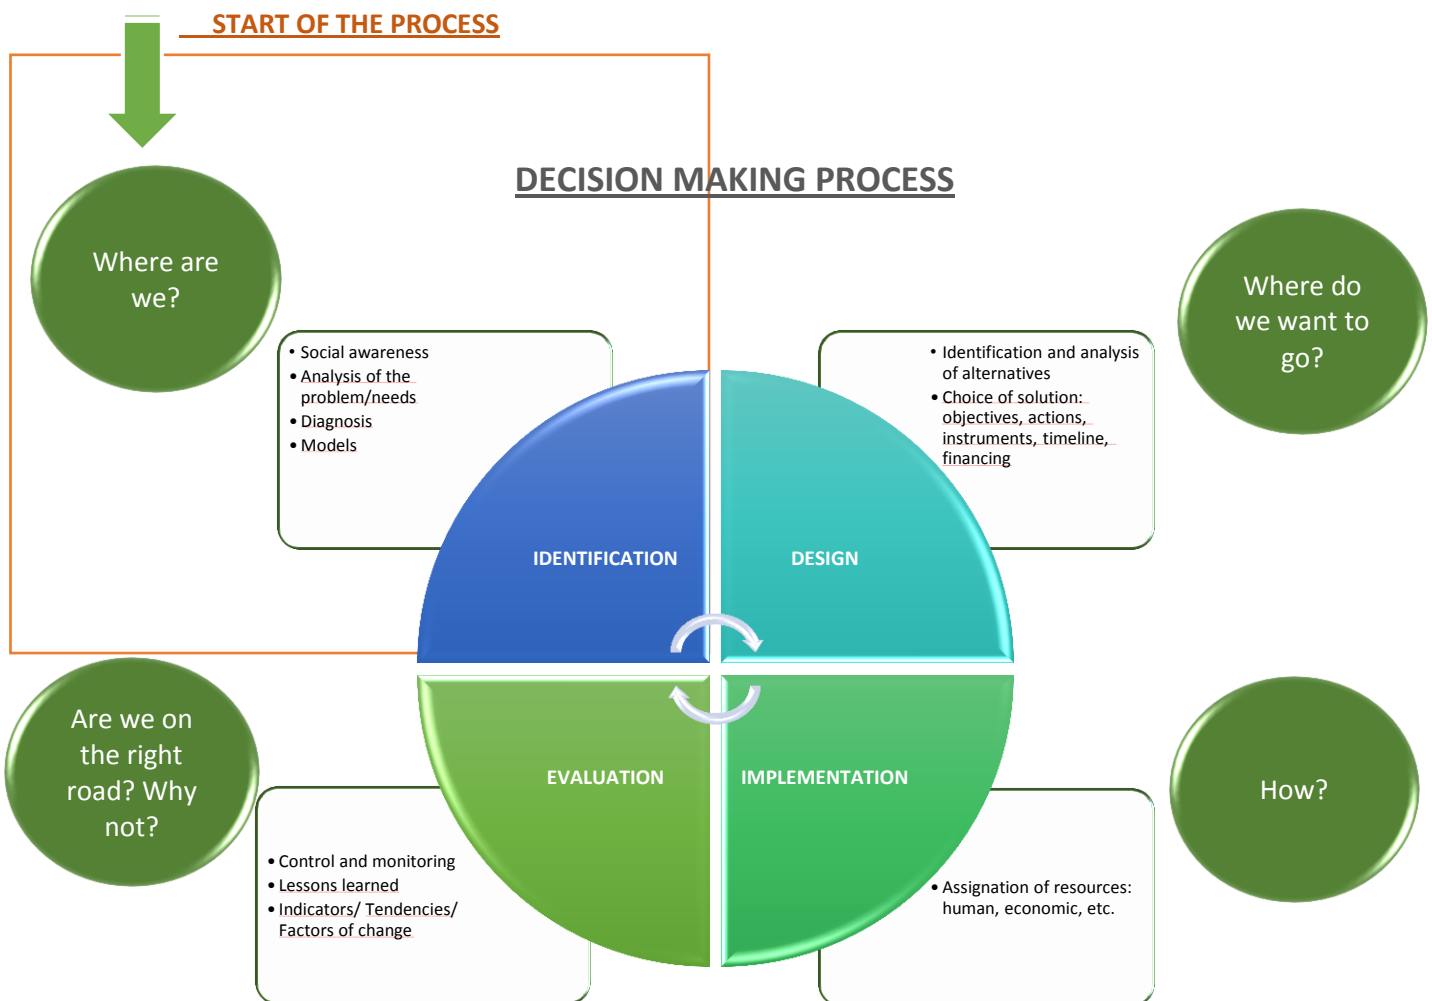 START OF THE PROCESS
DECISION MAKING PROCESS
Where are
we?
Where do
we want to
go?
• Social awareness
• Analysis of the
problem/needs
• Diagnosis
• Models
• Identification and analysis
of alternatives
• Choice of solution:
objectives, actions,
instruments, timeline,
financing
IDENTIFICATION
DESIGN
EVALUATION
IMPLEMENTATION
Are we on
the right
road? Why
not?
How?
• Control and monitoring
• Lessons learned
• Indicators/ Tendencies/
Factors of change
• Assignation of resources:
human, economic, etc.